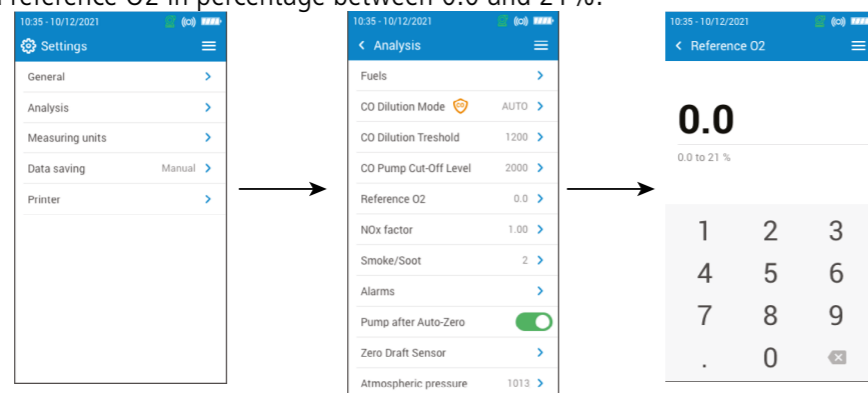 reference O2 in percentage between 0.0 and 21 %.
10:35 - 10/12/2021
Settings
General
Analysis
Measuring units
Data saving Manual
Printer
10:35 - 10/12/2021
Analysis
Fuels
CO Dilution Mode AUTO
CO Dilution Treshold 1200
CO Pump Cut-Off Level 2000
Reference O2 0.0
NOx factor 1.00
Smoke/Soot 2
Alarms
Pump after Auto-Zero
Zero Draft Sensor
Atmospheric pressure 1013
10:35 - 10/12/2021
Reference O2
0.0
0.0 to 21 %
1 2 3
4 5 6
7 8 9
. 0